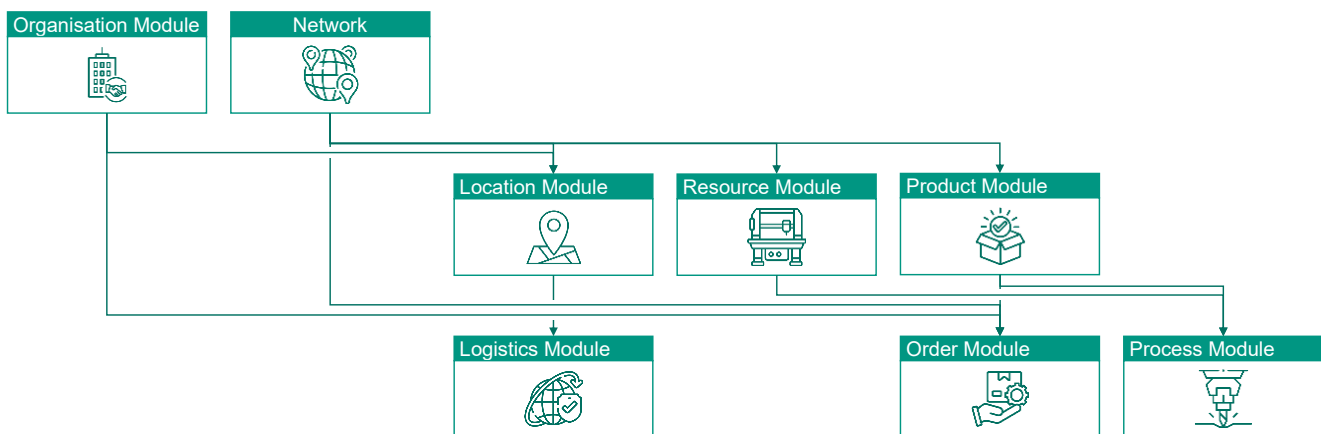 Organisation Module
Network
Location Module
Resource Module
Product Module
Logistics Module
Order Module
Process Module